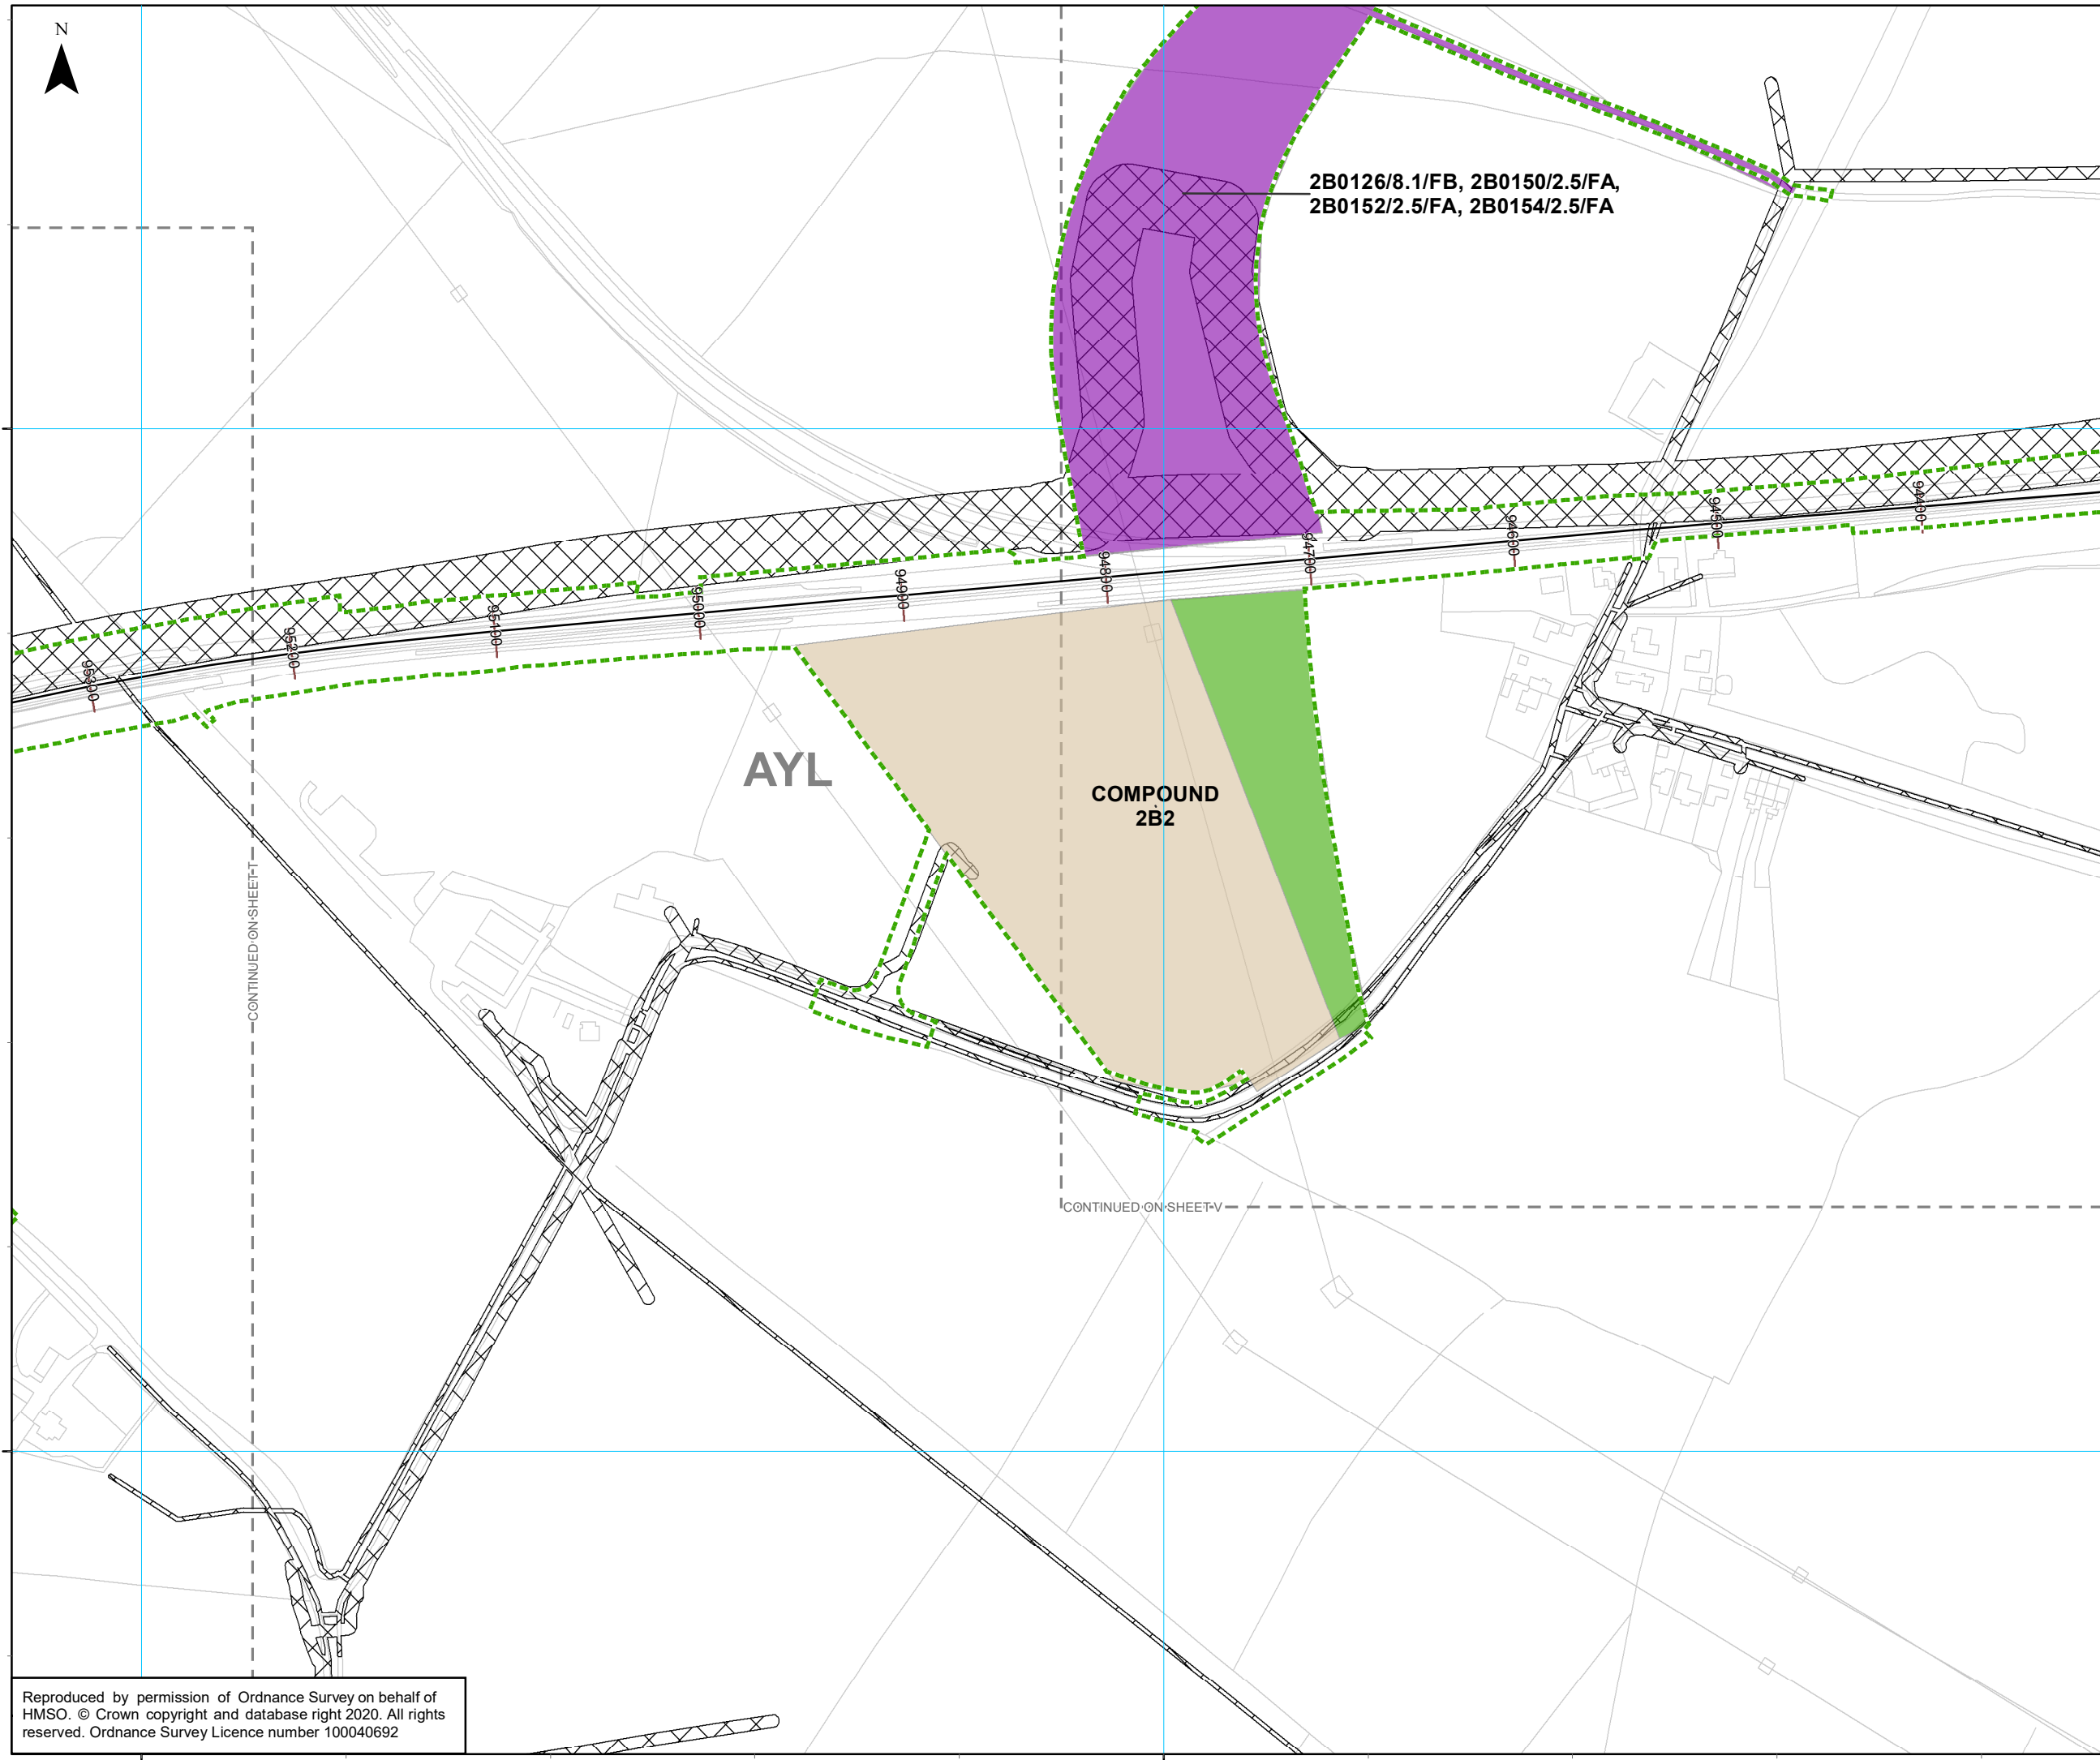 N
2B0126/8.1/FB, 2B0150/2.5/FA,
2B0152/2.5/FA, 2B0154/2.5/FA
94400
94500
94600
94700
94800
94900
95000
95100
95200
95300
AYL
COMPOUND
2B2
CONTINUED ON SHEET T
CONTINUED ON SHEET V
Reproduced by permission of Ordnance Survey on behalf of
HMSO. © Crown copyright and database right 2020. All rights
reserved. Ordnance Survey Licence number 100040692